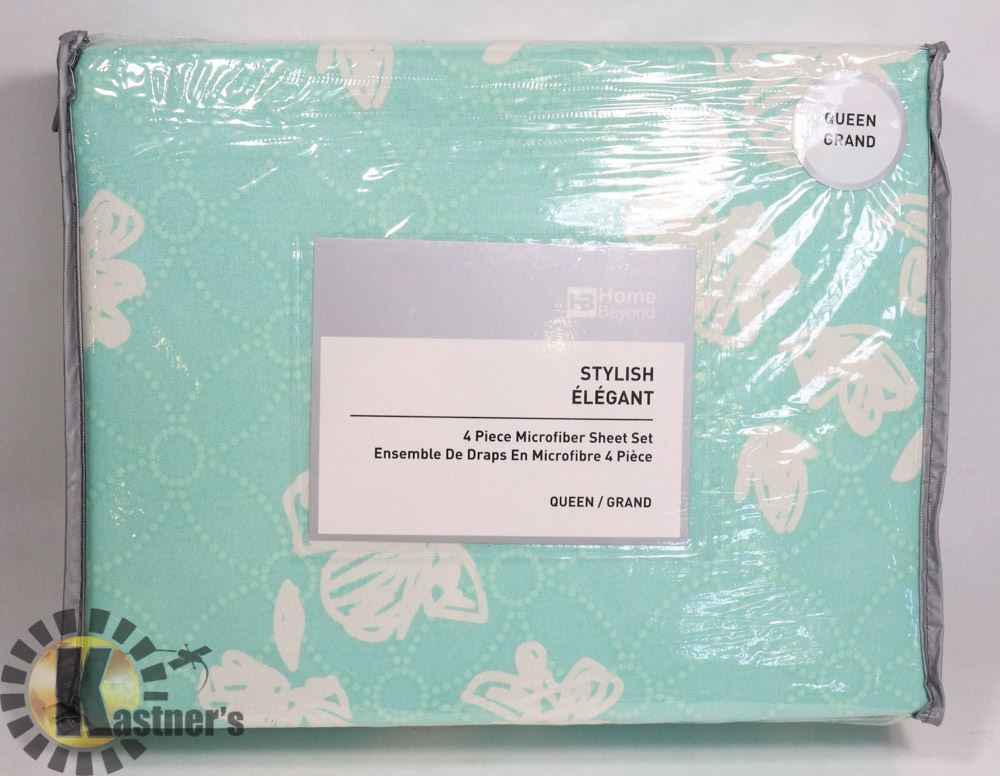 QUEEN
GRAND
Home
Beyond
STYLISH
ÉLÉGANT
4 Piece Microfiber Sheet Set
Ensemble De Draps En Microfibre 4 Pièce
QUEEN / GRAND
Kastner's